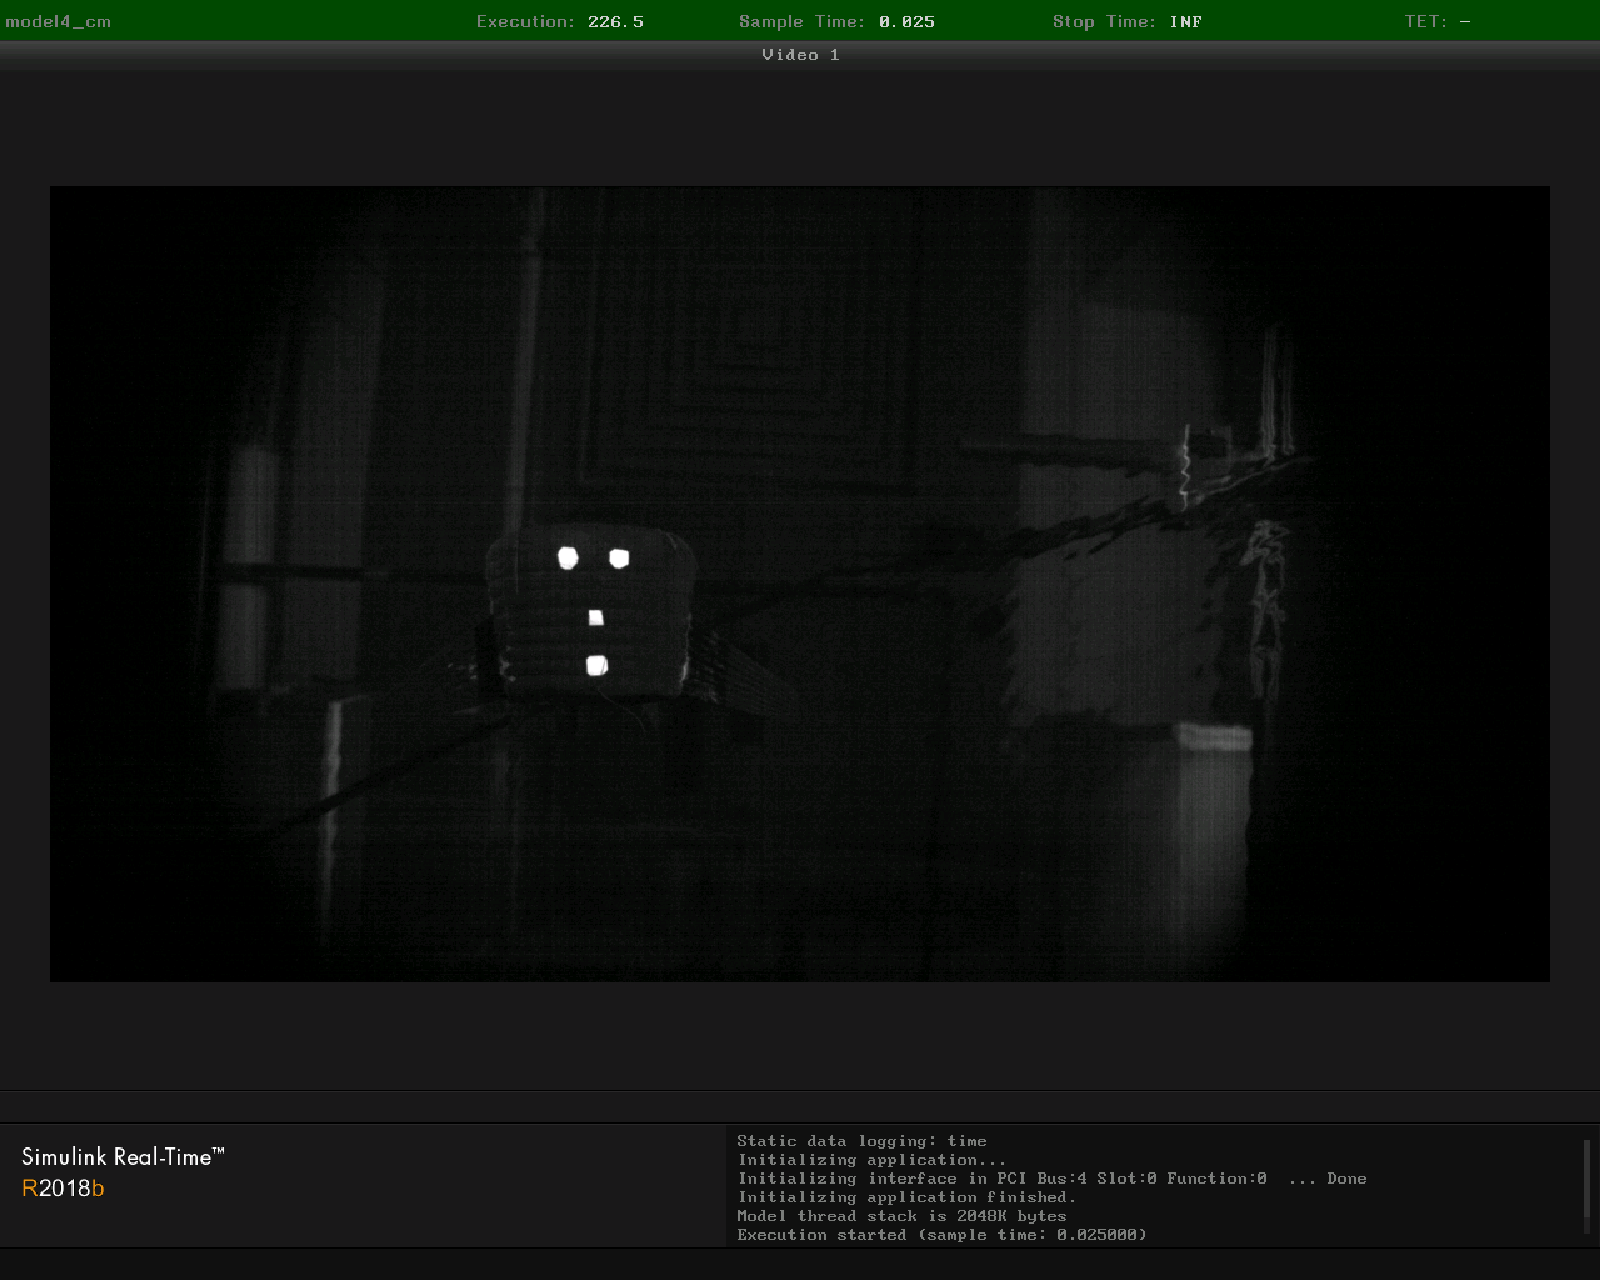 model4_cm Execution: 226.5 Sample Time: 0.025 Stop Time: INF TET: -
Video 1
Simulink Real-Time™
R2018b
Static data logging: time
Initializing application...
Initializing interface in PCI Bus:4 Slot:0 Function:0 ... Done
Initializing application finished.
Model thread stack is 2048K bytes
Execution started (sample time: 0.025000)